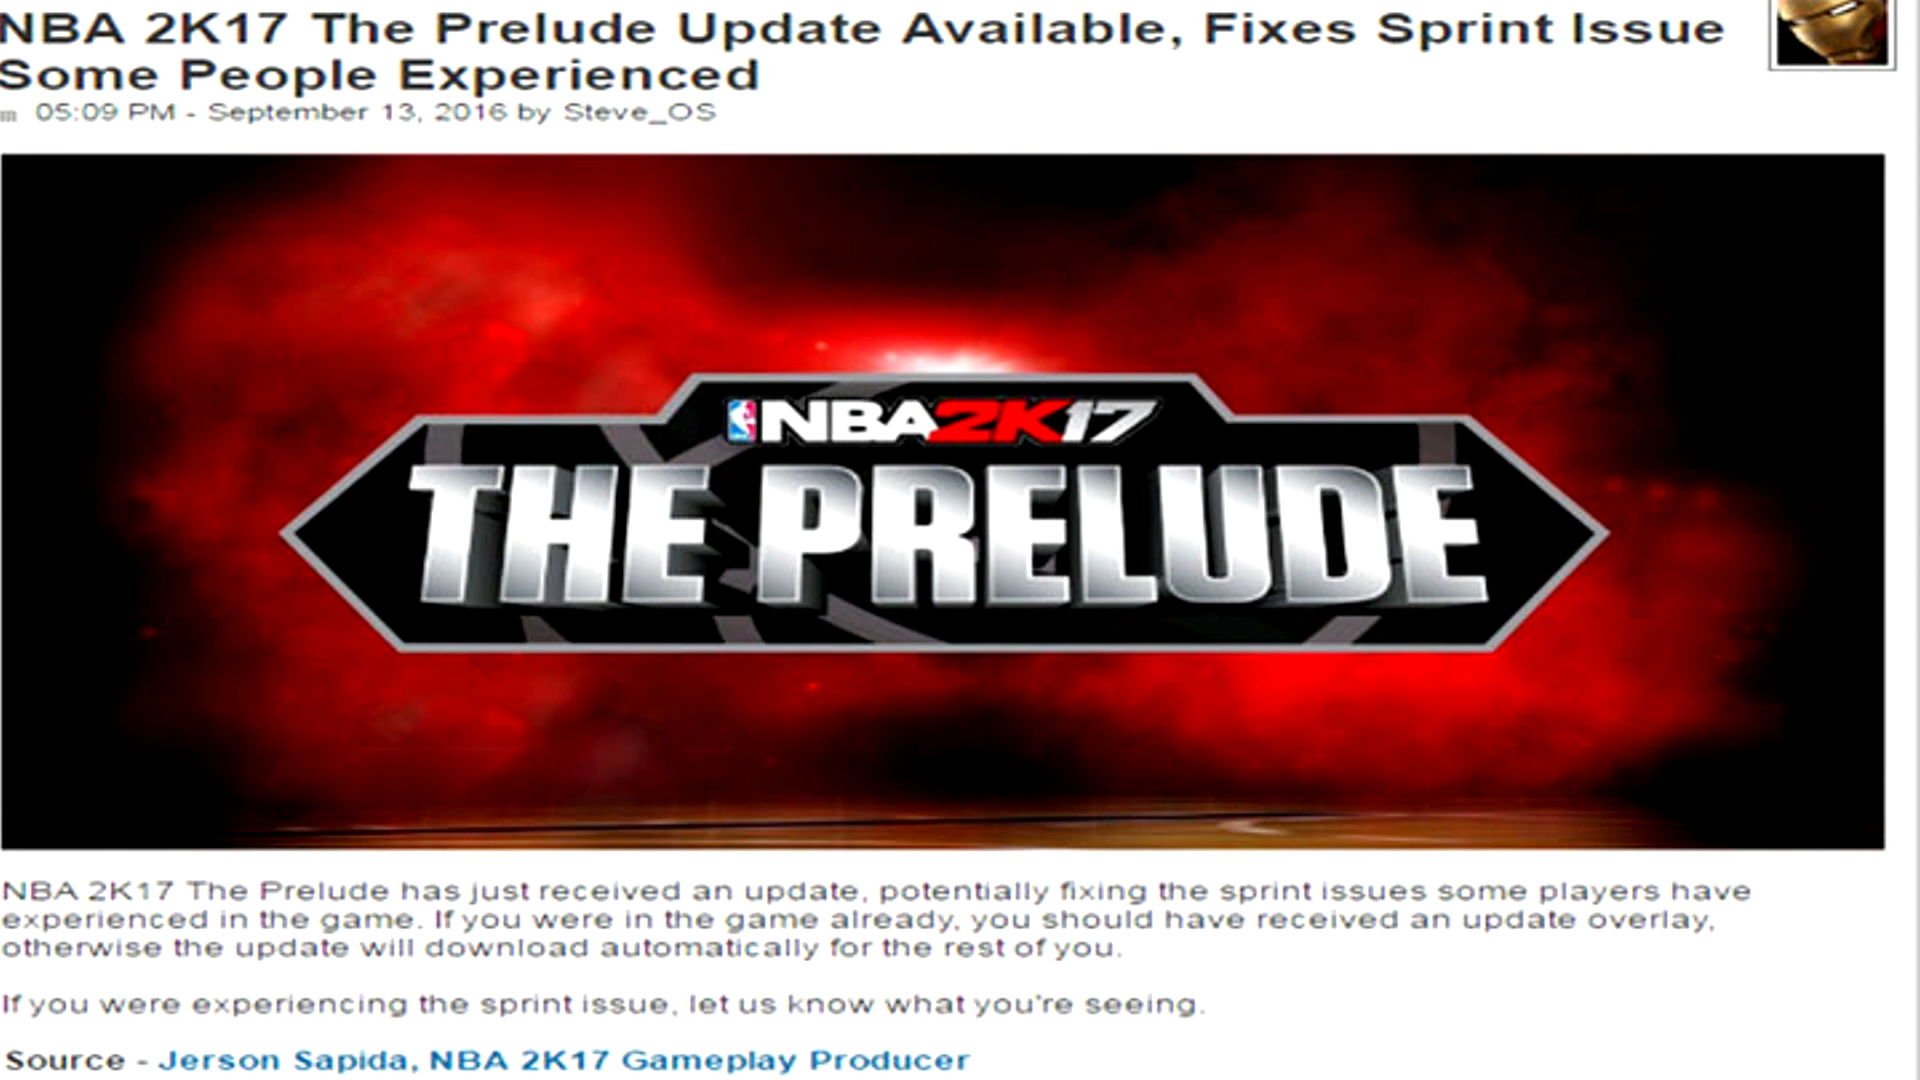 NBA 2K17 The Prelude Update Available, Fixes Sprint Issue
Some People Experienced
05:09 PM - September 13, 2016 by Steve_OS
NBA2K17
THE PRELUDE
NBA 2K17 The Prelude has just received an update, potentially fixing the sprint issues some players have
experienced in the game. If you were in the game already, you should have received an update overlay,
otherwise the update will download automatically for the rest of you.
If you were experiencing the sprint issue, let us know what you're seeing.
Source - Jerson Sapida, NBA 2K17 Gameplay Producer